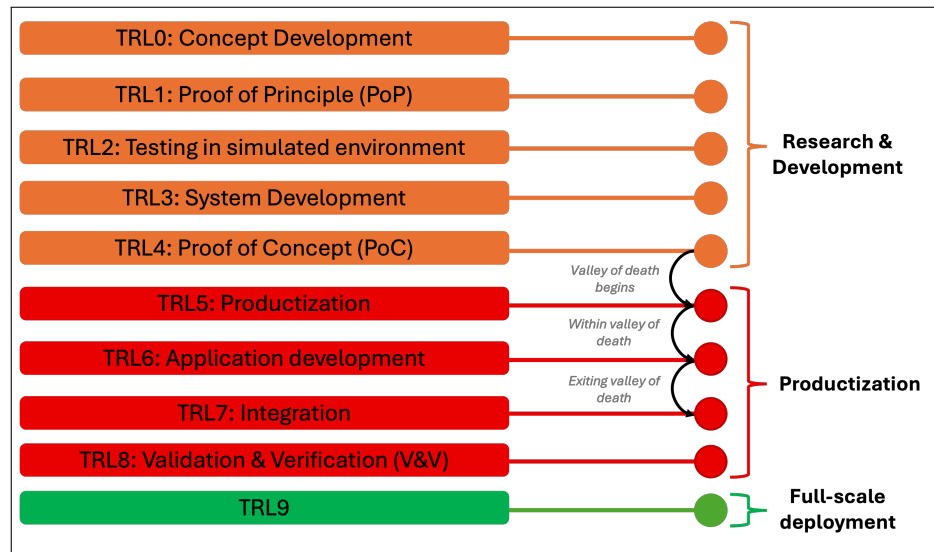 TRL0: Concept Development
TRL1: Proof of Principle (PoP)
TRL2: Testing in simulated environment
Research &
Development
TRL3: System Development
TRL4: Proof of Concept (PoC)
Valley of death
begins
TRL5: Productization
Within valley of
death
TRL6: Application development
Exiting valley of
death
Productization
TRL7: Integration
TRL8: Validation & Verification (V&V)
TRL9
Full-scale
deployment